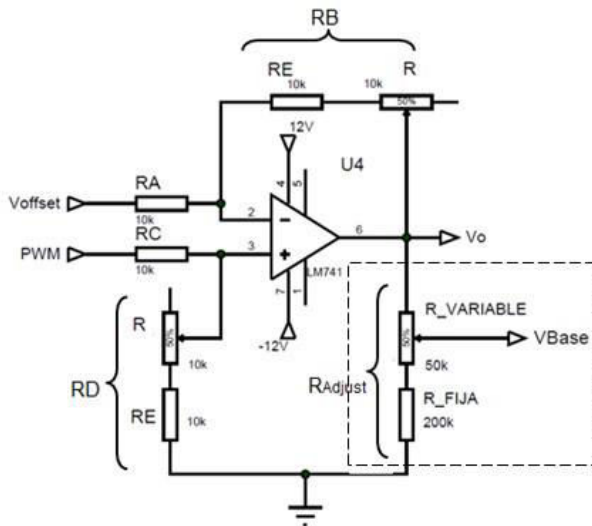 RB
RE
10k
10k
R
50%
12V
U4
4
5
RA
Voffset
10k
2
6
Vo
RC
PWM
10k
3
LM741
7
1
-12V
R
50%
10k
RD
RE
10k
R_VARIABLE
50%
VBase
50k
RAdjust
R_FIJA
200k